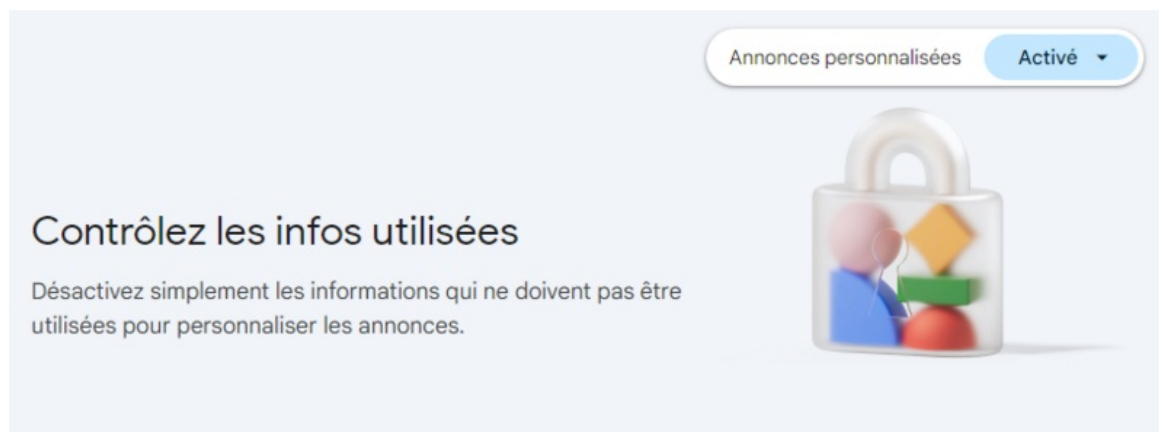 Annonces personnalisées Activé
Contrôlez les infos utilisées
Désactivez simplement les informations qui ne doivent pas être
utilisées pour personnaliser les annonces.